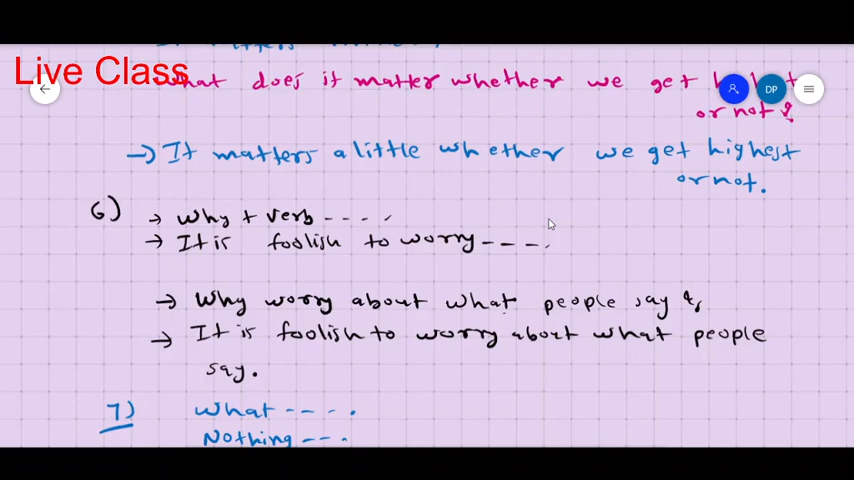 Live Class
What does it matter whether we get
or not?
→ It matters a little whether we get highest
or not.
6) → Why + verb - - - -
→ It is foolish to worry - - - -
→ Why worry about what people say ?
→ It is foolish to worry about what people
say.
7) What - - - .
Nothing - - .
DP